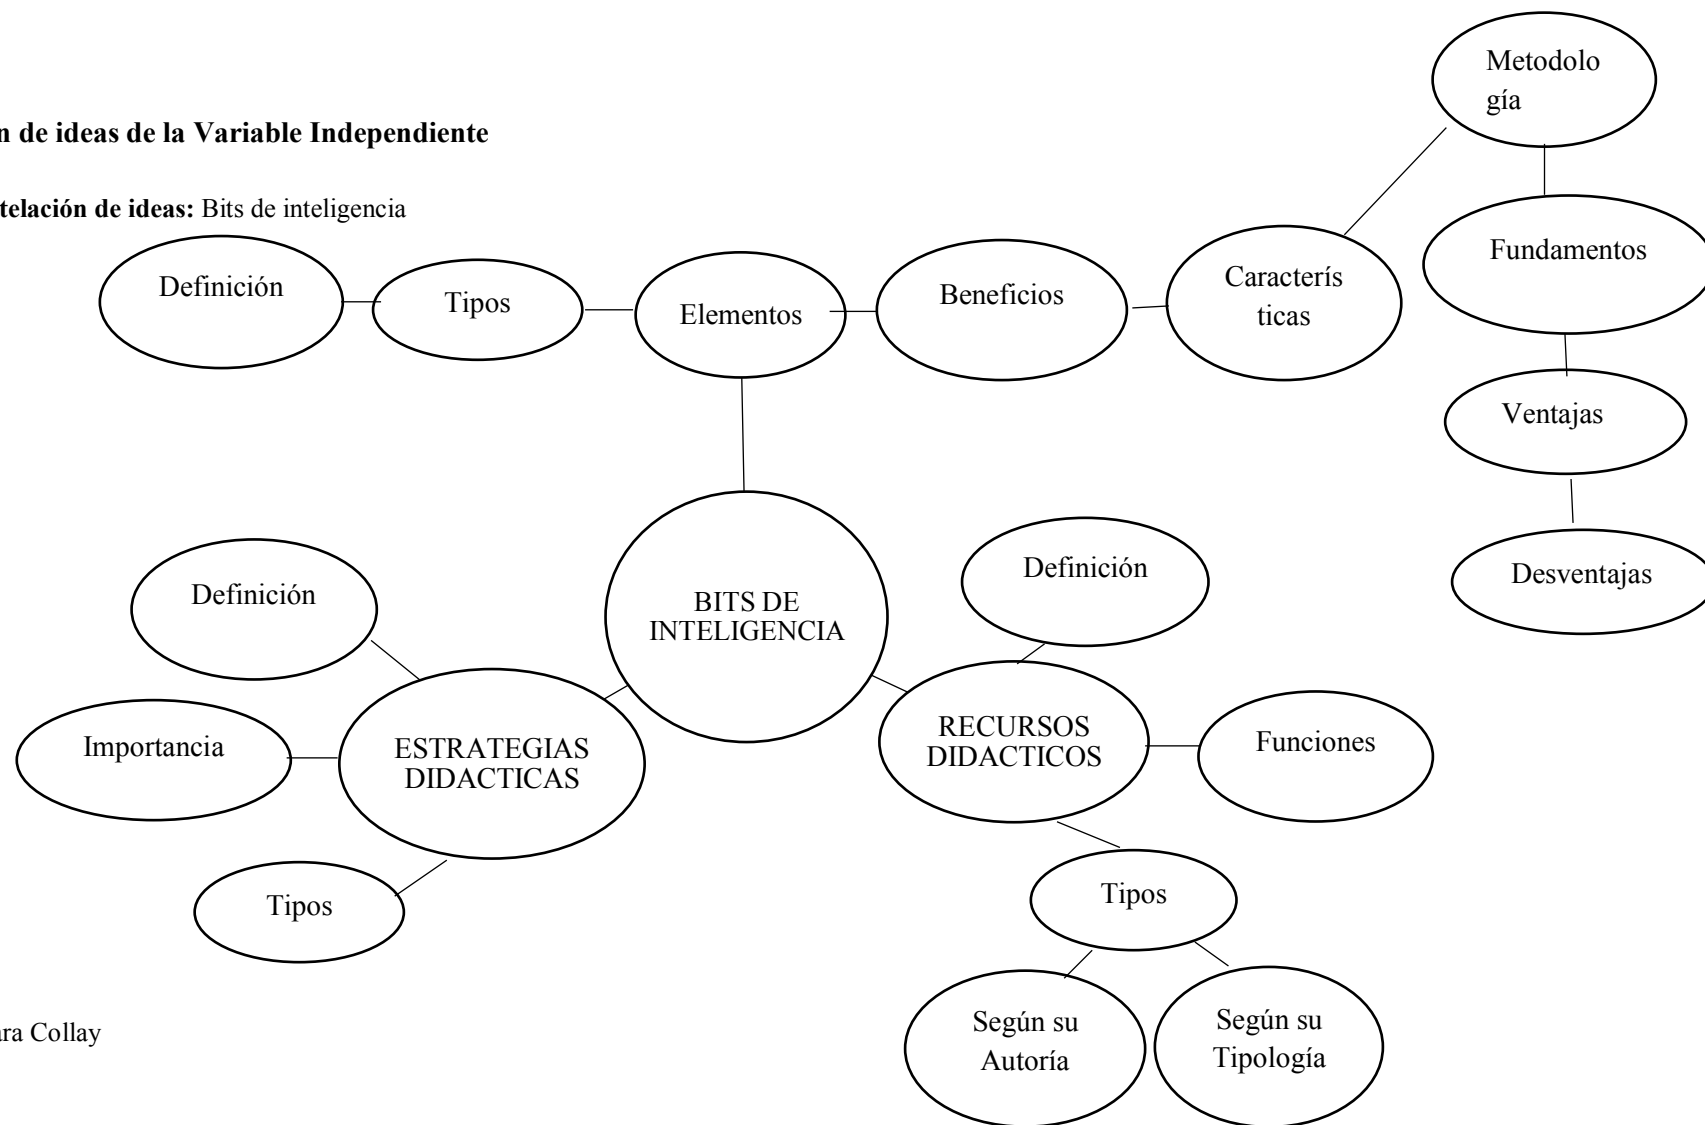 Metodolo
gía
n de ideas de la Variable Independiente
telación de ideas: Bits de inteligencia
Definición
Tipos
Elementos
Beneficios
Caracterís
ticas
Fundamentos
Ventajas
Desventajas
BITS DE
INTELIGENCIA
Definición
Definición
Importancia
ESTRATEGIAS
DIDACTICAS
RECURSOS
DIDACTICOS
Funciones
Tipos
Tipos
Según su
Autoría
Según su
Tipología
ara Collay